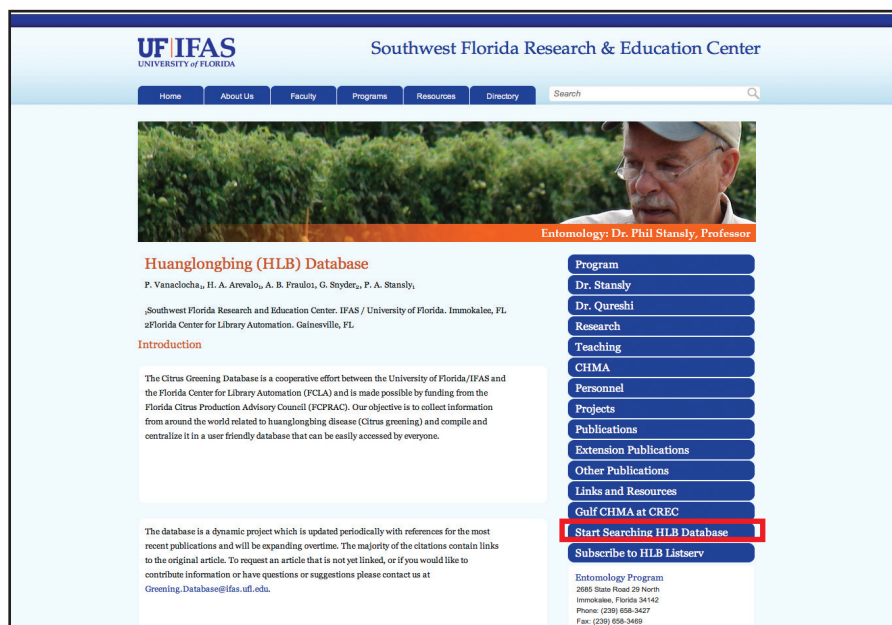 UF|IFAS
UNIVERSITY of FLORIDA
Southwest Florida Research & Education Center
Home
About Us
Faculty
Programs
Resources
Directory
Search
Entomology: Dr. Phil Stansly, Professor
Huanglongbing (HLB) Database
P. Vanaclocha₁, H. A. Arevalo₁, A. B. Fraulo1, G. Snyder₂, P. A. Stansly₁
₁Southwest Florida Research and Education Center. IFAS / University of Florida. Immokalee, FL
2Florida Center for Library Automation. Gainesville, FL
Introduction
The Citrus Greening Database is a cooperative effort between the University of Florida/IFAS and
the Florida Center for Library Automation (FCLA) and is made possible by funding from the
Florida Citrus Production Advisory Council (FCPRAC). Our objective is to collect information
from around the world related to huanglongbing disease (Citrus greening) and compile and
centralize it in a user friendly database that can be easily accessed by everyone.
The database is a dynamic project which is updated periodically with references for the most
recent publications and will be expanding overtime. The majority of the citations contain links
to the original article. To request an article that is not yet linked, or if you would like to
contribute information or have questions or suggestions please contact us at
Greening.Database@ifas.ufl.edu.
Program
Dr. Stansly
Dr. Qureshi
Research
Teaching
CHMA
Personnel
Projects
Publications
Extension Publications
Other Publications
Links and Resources
Gulf CHMA at CREC
Start Searching HLB Database
Subscribe to HLB Listserv
Entomology Program
2685 State Road 29 North
Immokalee, Florida 34142
Phone: (239) 658-3427
Fax: (239) 658-3469